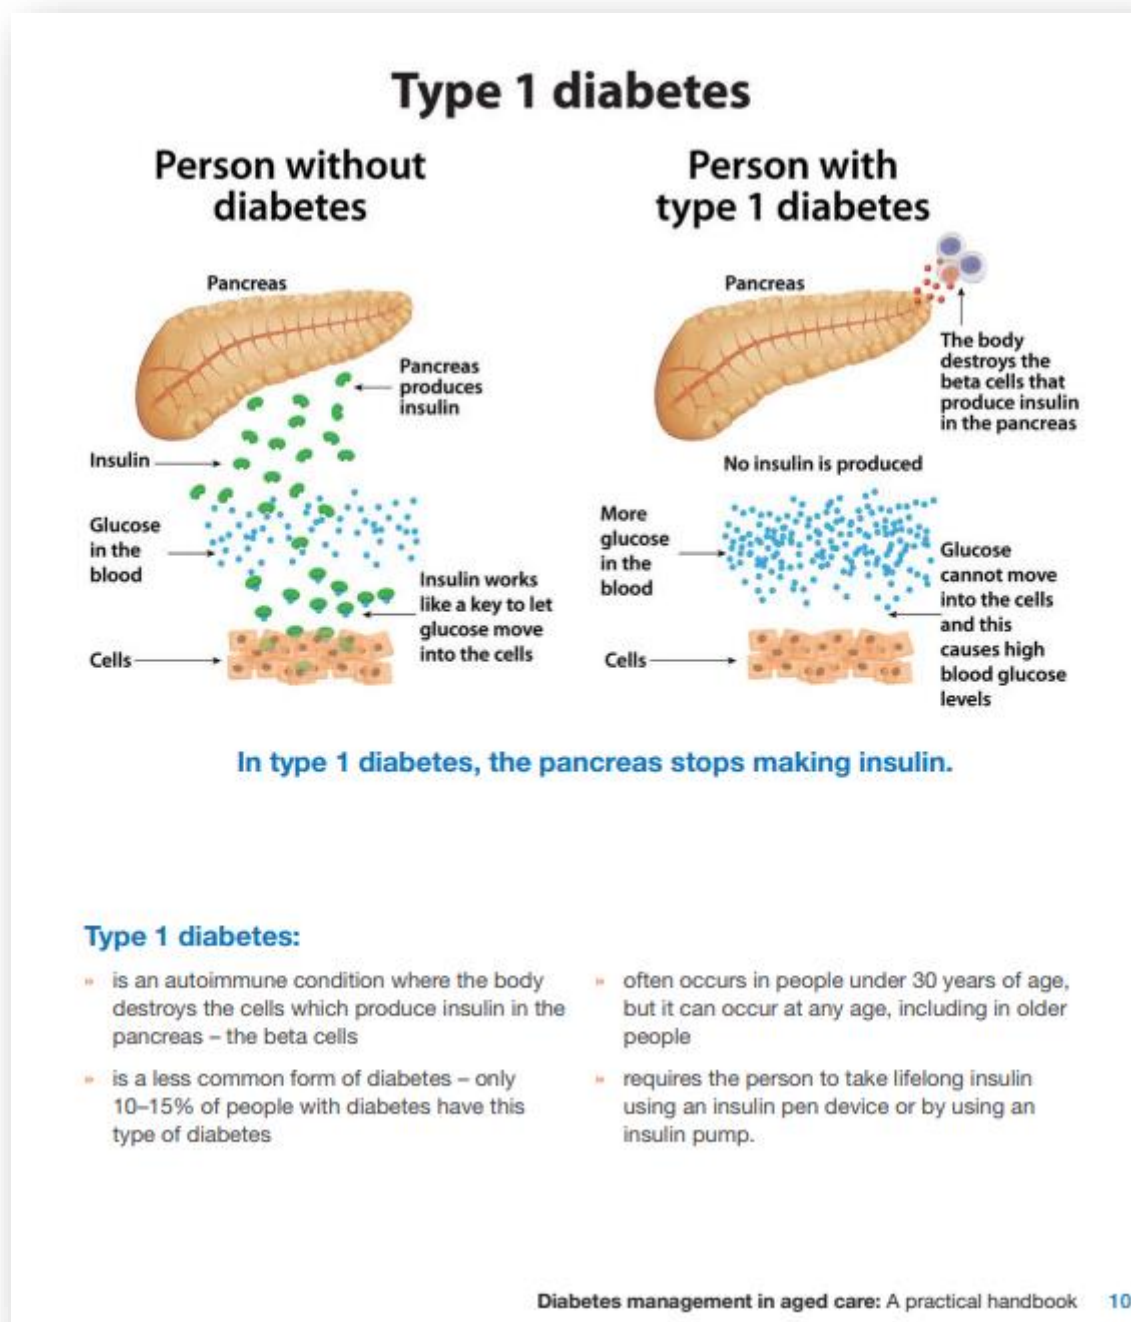 Type 1 diabetes
Person without
diabetes
Pancreas
Pancreas
produces
insulin
Insulin
Glucose
in the
blood
Insulin works
like a key to let
glucose move
into the cells
Cells
Person with
type 1 diabetes
Pancreas
The body
destroys the
beta cells that
produce insulin
in the pancreas
No insulin is produced
More
glucose
in the
blood
Glucose
cannot move
into the cells
and this
causes high
blood glucose
levels
Cells
In type 1 diabetes, the pancreas stops making insulin.
Type 1 diabetes:
» is an autoimmune condition where the body
destroys the cells which produce insulin in the
pancreas – the beta cells
» is a less common form of diabetes – only
10–15% of people with diabetes have this
type of diabetes
» often occurs in people under 30 years of age,
but it can occur at any age, including in older
people
» requires the person to take lifelong insulin
using an insulin pen device or by using an
insulin pump.
Diabetes management in aged care: A practical handbook 10